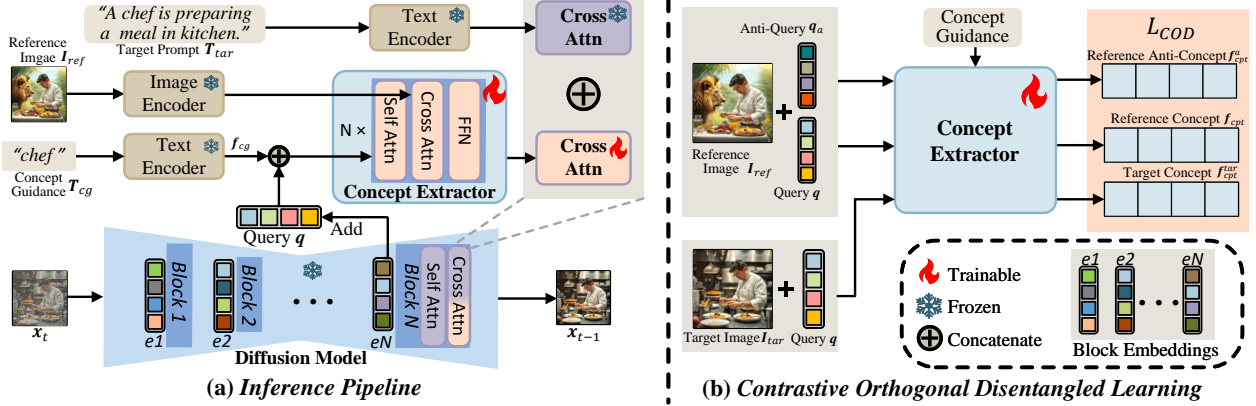 "A chef is preparing
a meal in kitchen."
Target Prompt T_tar
Text
Encoder
Cross
Attn
Reference
Imgae I_ref
Image
Encoder
"chef"
Concept
Guidance T_cg
Text
Encoder
f_cg
N ×
Self Attn
Cross Attn
FFN
Concept Extractor
Cross
Attn
Query q
Add
x_t
e1
Block 1
e2
Block 2
eN
Block N
Self Attn
Cross Attn
x_t-1
Diffusion Model
(a) Inference Pipeline
Anti-Query q_a
Reference
Image I_ref
Query q
Target Image I_tar
Query q
Concept
Guidance
Concept
Extractor
L_COD
Reference Anti-Concept f^a_cpt
Reference Concept f_cpt
Target Concept f^tar_cpt
Trainable
Frozen
Concatenate
e1
e2
eN
Block Embeddings
(b) Contrastive Orthogonal Disentangled Learning